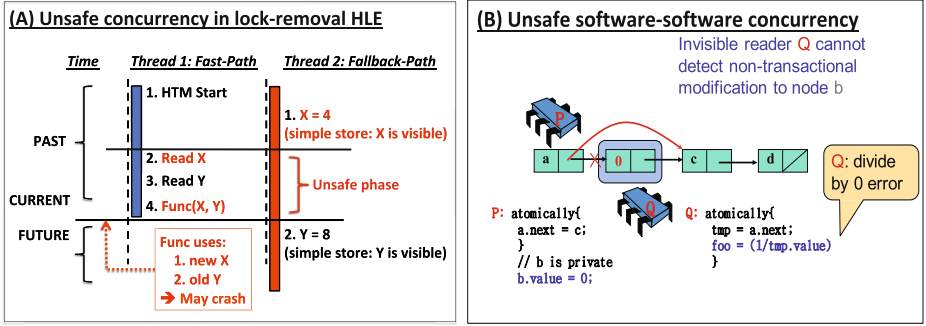 (A) Unsafe concurrency in lock-removal HLE
Time
Thread 1: Fast-Path
Thread 2: Fallback-Path
PAST
CURRENT
FUTURE
1. HTM Start
2. Read X
3. Read Y
4. Func(X, Y)
1. X = 4
(simple store: X is visible)
Unsafe phase
2. Y = 8
(simple store: Y is visible)
Func uses:
1. new X
2. old Y
➔ May crash
(B) Unsafe software-software concurrency
Invisible reader Q cannot
detect non-transactional
modification to node b
P
a
0
c
d
Q
Q: divide
by 0 error
P: atomically{
a.next = c;
}
// b is private
b.value = 0;
Q: atomically{
tmp = a.next;
foo = (1/tmp.value)
}